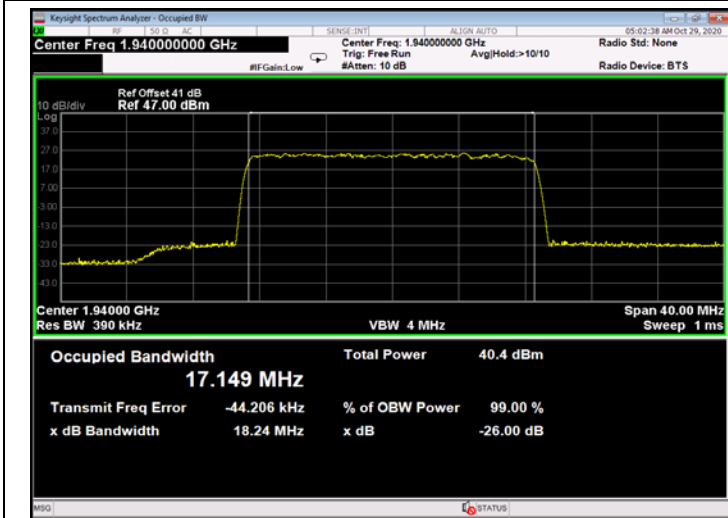 Keysight Spectrum Analyzer - Occupied BW
RF 50 Ω AC SENSE:INT ALIGN AUTO 05:02:38 AM Oct 29, 2020
Center Freq 1.940000000 GHz Center Freq: 1.940000000 GHz Radio Std: None
Trig: Free Run Avg|Hold:>10/10
#IFGain:Low #Atten: 10 dB Radio Device: BTS
Ref Offset 41 dB
10 dB/div Ref 47.00 dBm
Log
37.0
27.0
17.0
7.00
-3.00
-13.0
-23.0
-33.0
-43.0
Center 1.94000 GHz Span 40.00 MHz
Res BW 390 kHz VBW 4 MHz Sweep 1 ms
Occupied Bandwidth Total Power 40.4 dBm
17.149 MHz
Transmit Freq Error -44.206 kHz % of OBW Power 99.00 %
x dB Bandwidth 18.24 MHz x dB -26.00 dB
MSG STATUS